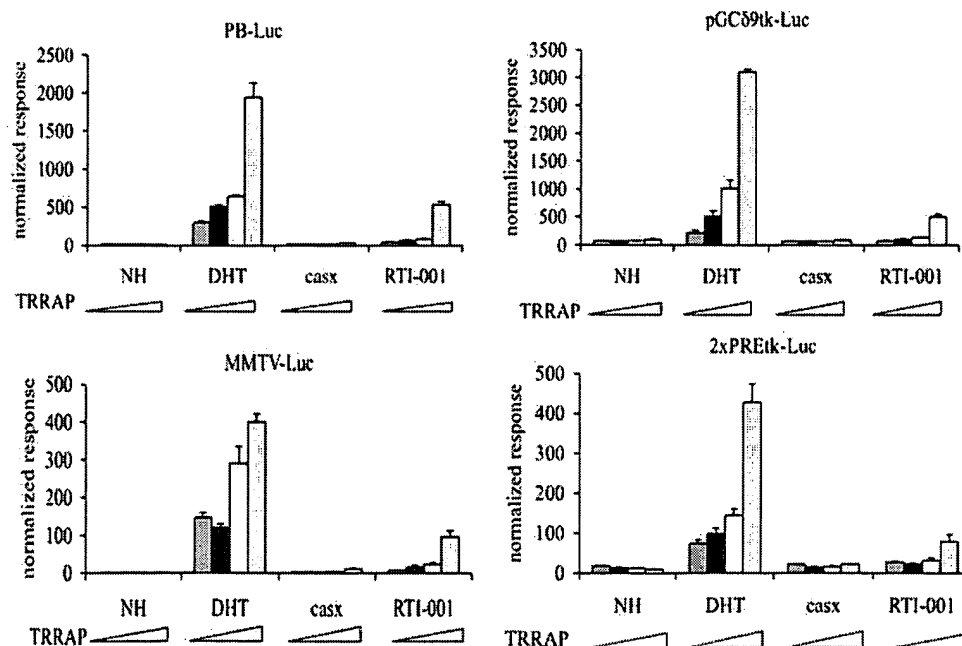 PB-Luc
normalized response
2500
2000
1500
1000
500
0
NH DHT casx RTI-001
TRRAP
pGCδ9tk-Luc
normalized response
3500
3000
2500
2000
1500
1000
500
0
NH DHT casx RTI-001
TRRAP
MMTV-Luc
normalized response
500
400
300
200
100
0
NH DHT casx RTI-001
TRRAP
2xPREtk-Luc
normalized response
500
400
300
200
100
0
NH DHT casx RTI-001
TRRAP